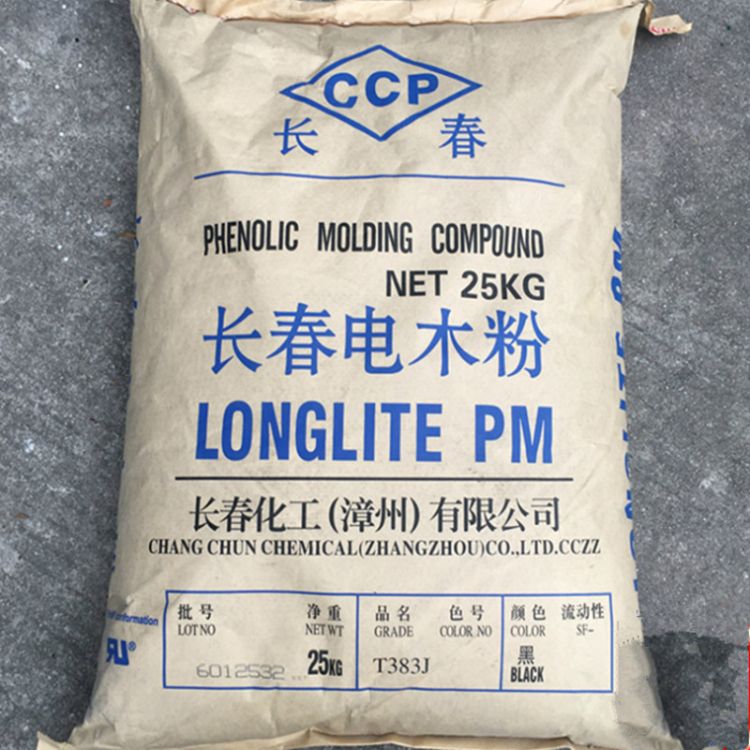 CCP
长 春
PHENOLIC MOLDING COMPOUND
NET 25KG
长春电木粉
LONGLITE PM
长春化工(漳州)有限公司
CHANG CHUN CHEMICAL(ZHANGZHOU)CO.,LTD.CCZZ
批号 净重 品名 色号 颜色 流动性
LOT NO NET WT GRADE COLOR NO COLOR SF-
6012532 25KG T383J 黑
BLACK